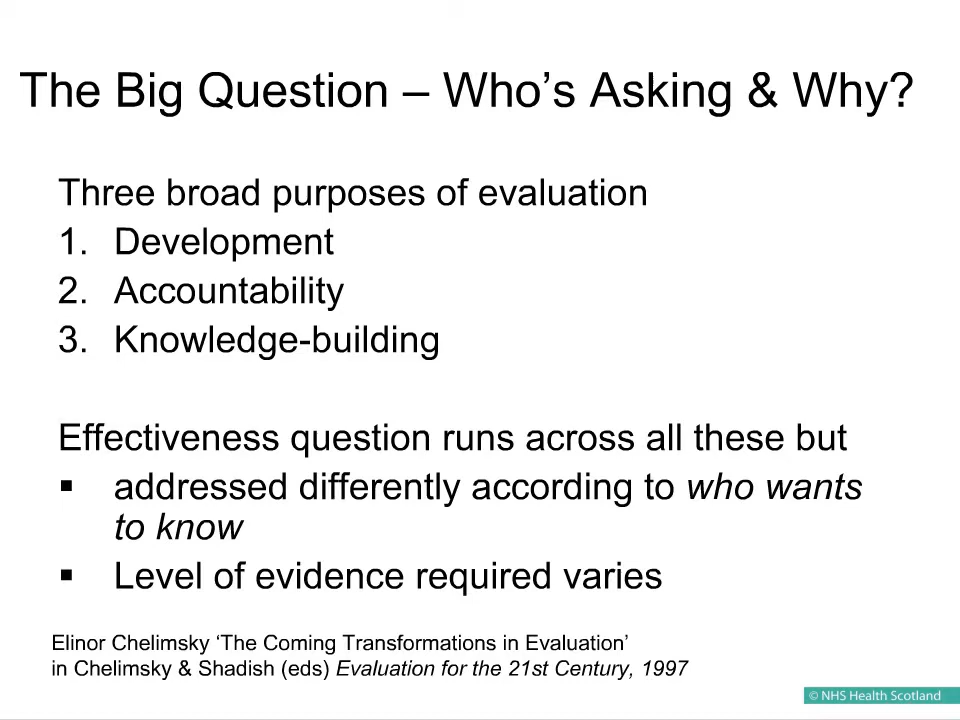 The Big Question – Who’s Asking & Why?
Three broad purposes of evaluation
1. Development
2. Accountability
3. Knowledge-building
Effectiveness question runs across all these but
▪ addressed differently according to who wants
to know
▪ Level of evidence required varies
Elinor Chelimsky ‘The Coming Transformations in Evaluation’
in Chelimsky & Shadish (eds) Evaluation for the 21st Century, 1997
© NHS Health Scotland